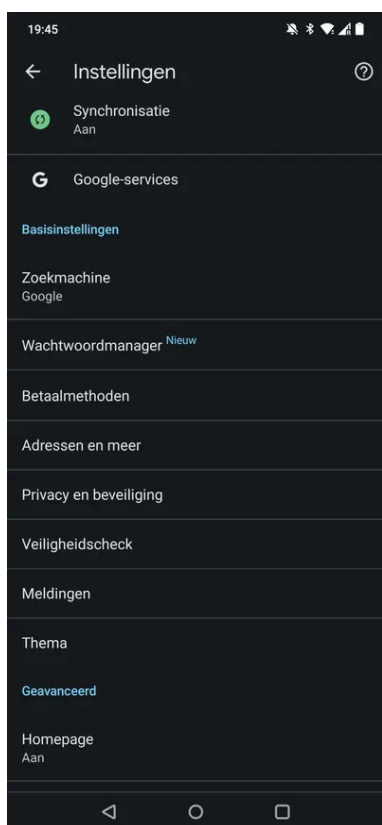 19:45
Instellingen
Synchronisatie
Aan
Google-services
Basisinstellingen
Zoekmachine
Google
Wachtwoordmanager Nieuw
Betaalmethoden
Adressen en meer
Privacy en beveiliging
Veiligheidscheck
Meldingen
Thema
Geavanceerd
Homepage
Aan